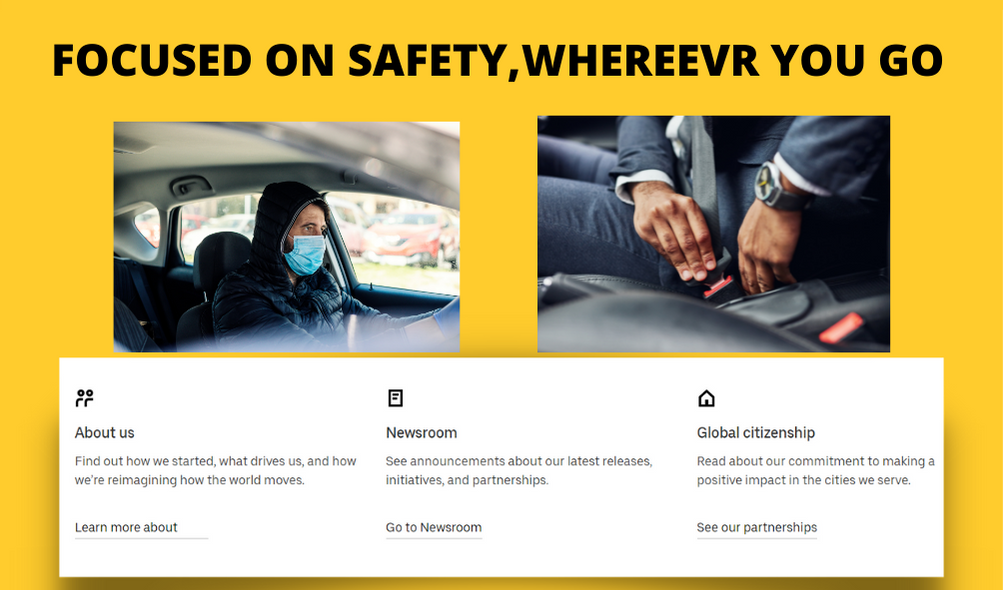 FOCUSED ON SAFETY,WHEREEVR YOU GO
About us
Find out how we started, what drives us, and how
we're reimagining how the world moves.
Learn more about
Newsroom
See announcements about our latest releases,
initiatives, and partnerships.
Go to Newsroom
Global citizenship
Read about our commitment to making a
positive impact in the cities we serve.
See our partnerships